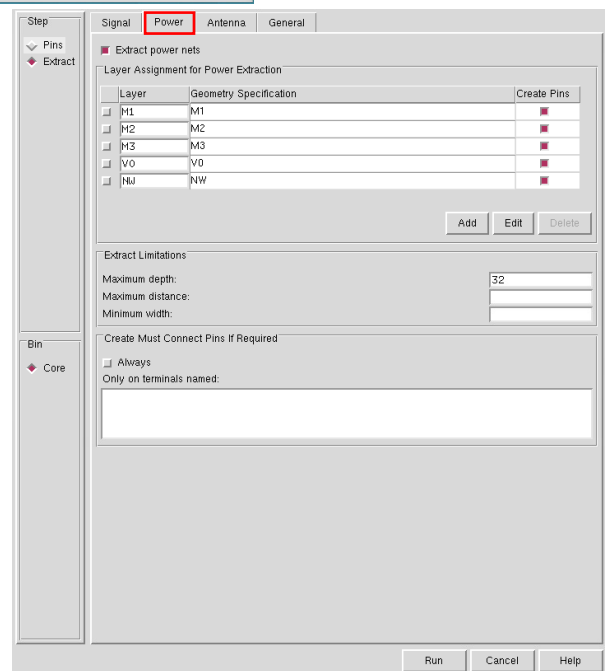 Step
Pins
Extract
Bin
Core
Signal Power Antenna General
Extract power nets
Layer Assignment for Power Extraction
Layer Geometry Specification Create Pins
M1 M1
M2 M2
M3 M3
V0 V0
NW NW
Add Edit Delete
Extract Limitations
Maximum depth: 32
Maximum distance:
Minimum width:
Create Must Connect Pins If Required
Always
Only on terminals named:
Run Cancel Help